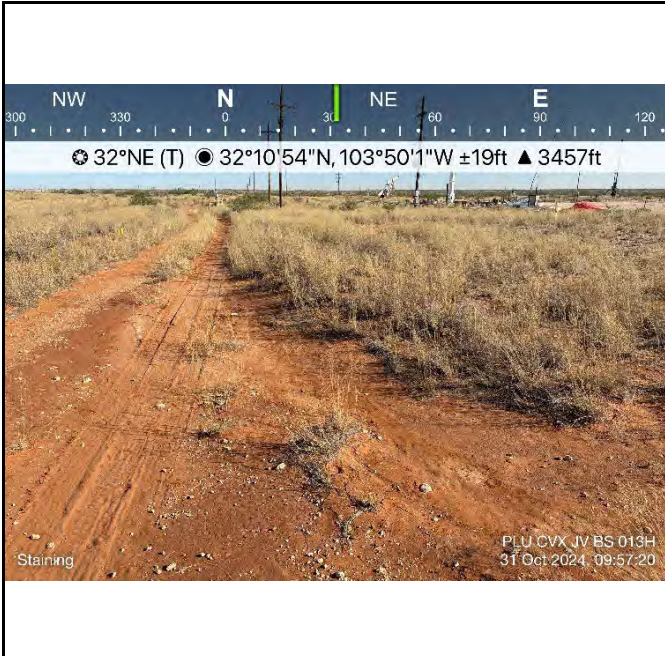 NW N NE E
300 330 0 30 60 90 120
32°NE (T) 32°10'54"N, 103°50'1"W ±19ft ▲ 3457ft
PLU CVX JV BS 013H
Staining 31 Oct 2024, 09:57:20